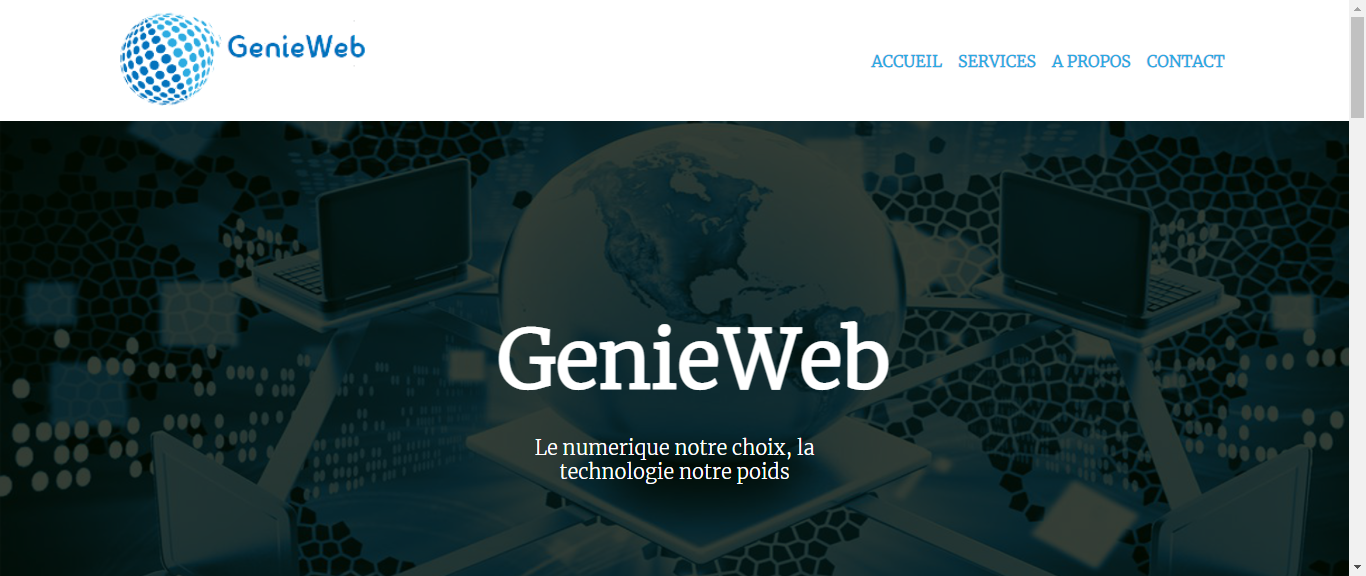 GenieWeb
ACCUEIL SERVICES A PROPOS CONTACT
GenieWeb
Le numerique notre choix, la
technologie notre poids